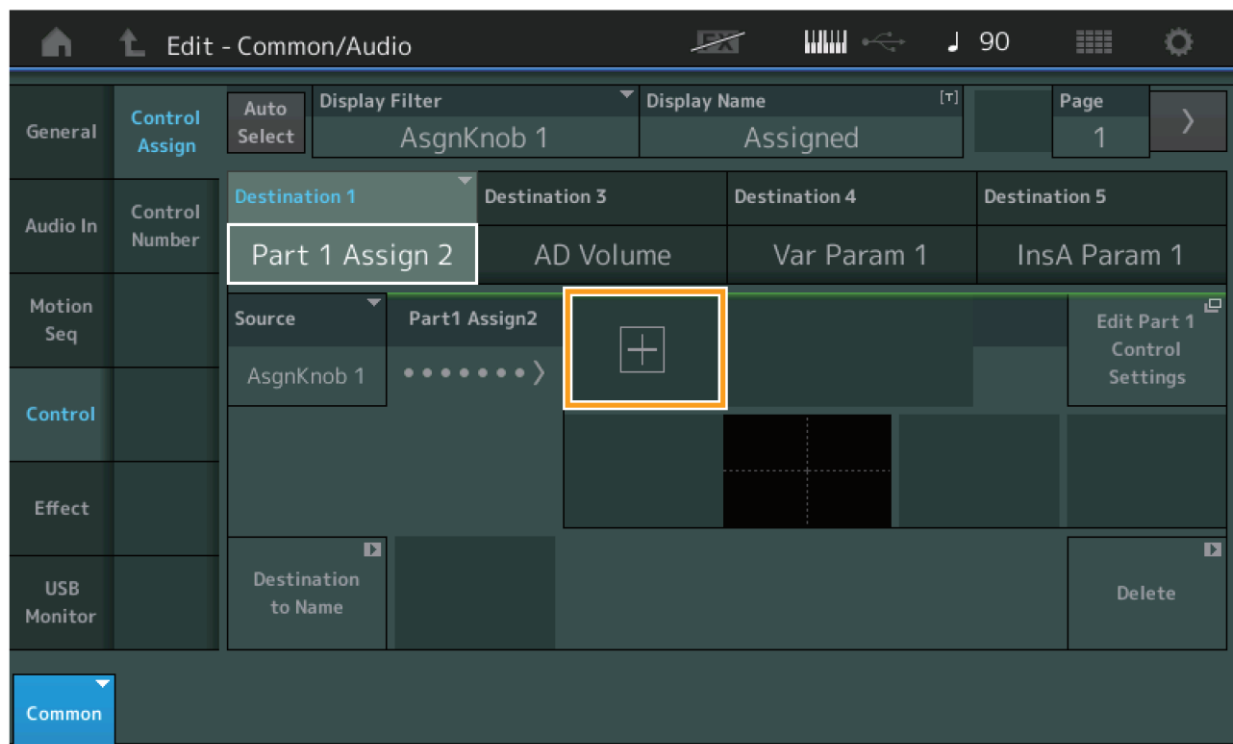 Edit - Common/Audio
FX
90
General
Control
Assign
Auto
Select
Display Filter
AsgnKnob 1
Display Name
[T]
Assigned
Page
1
Audio In
Control
Number
Destination 1
Part 1 Assign 2
Destination 3
AD Volume
Destination 4
Var Param 1
Destination 5
InsA Param 1
Motion
Seq
Source
AsgnKnob 1
Part1 Assign2
Edit Part 1
Control
Settings
Control
Effect
USB
Monitor
Destination
to Name
Delete
Common